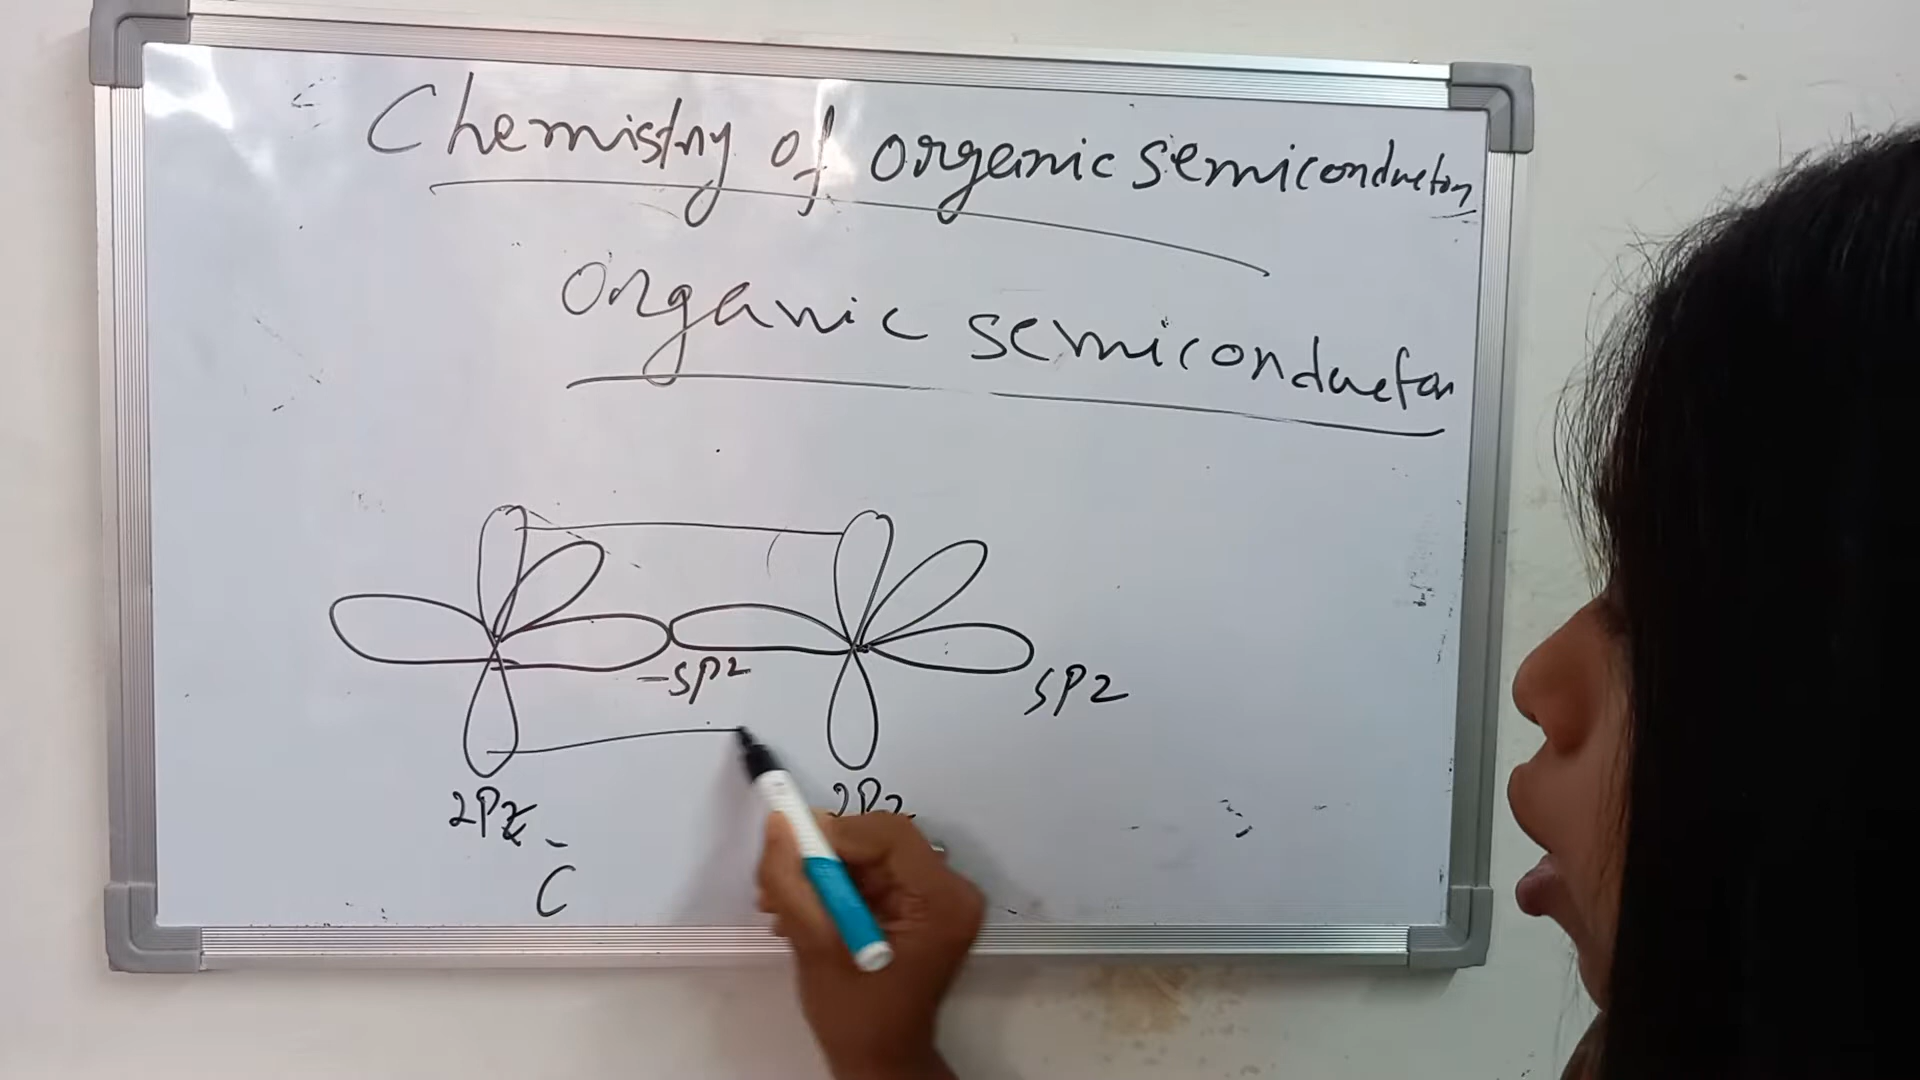 Chemistry of organic semiconductor
organic semiconductor
-SP2
SP2
2Pz
2Pz
C